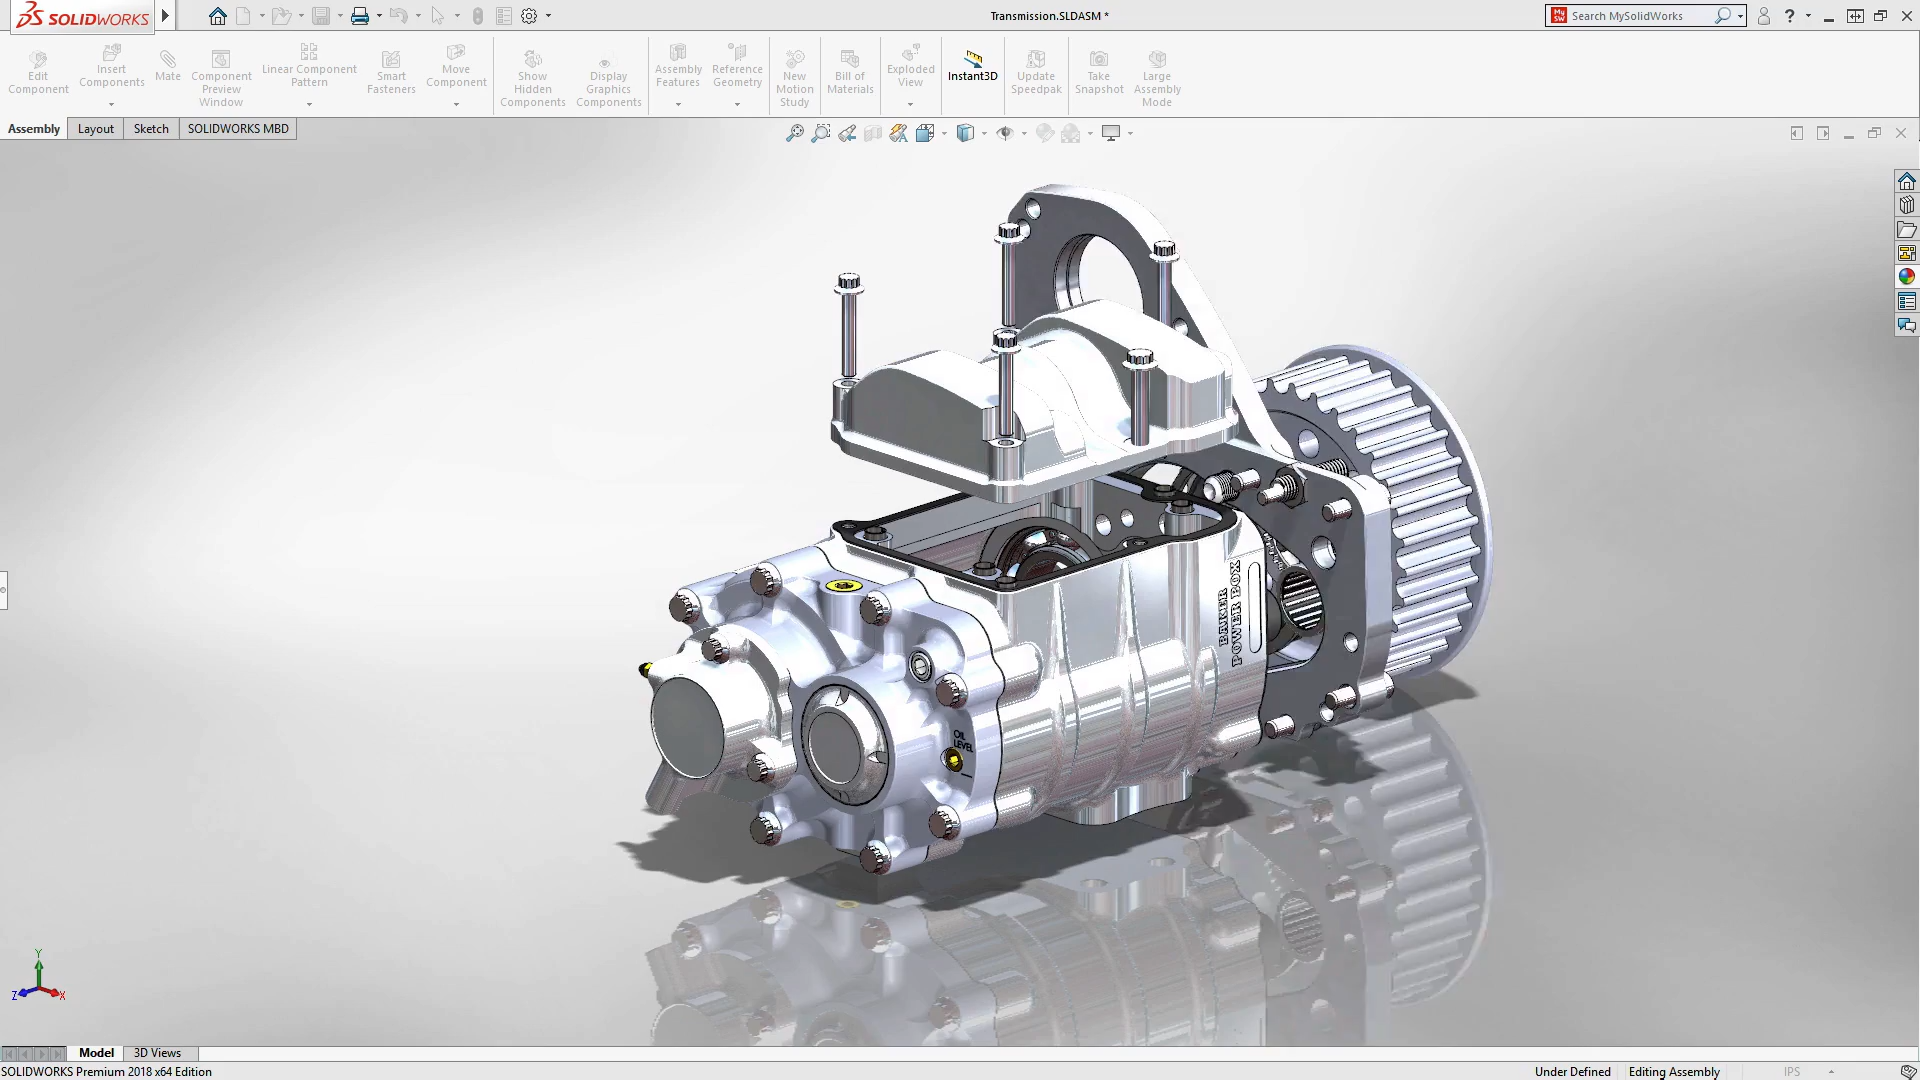 SOLIDWORKS
Transmission.SLDASM *
My SW
Search MySolidWorks
?
Edit Component
Insert Components
Mate
Component Preview Window
Linear Component Pattern
Smart Fasteners
Move Component
Show Hidden Components
Display Graphics Components
Assembly Features
Reference Geometry
New Motion Study
Bill of Materials
Exploded View
Instant3D
Update Speedpak
Take Snapshot
Large Assembly Mode
Assembly
Layout
Sketch
SOLIDWORKS MBD
BAKER
POWER BOX
OIL
LEVEL
Y
Z
X
Model
3D Views
SOLIDWORKS Premium 2018 x64 Edition
Under Defined
Editing Assembly
IPS